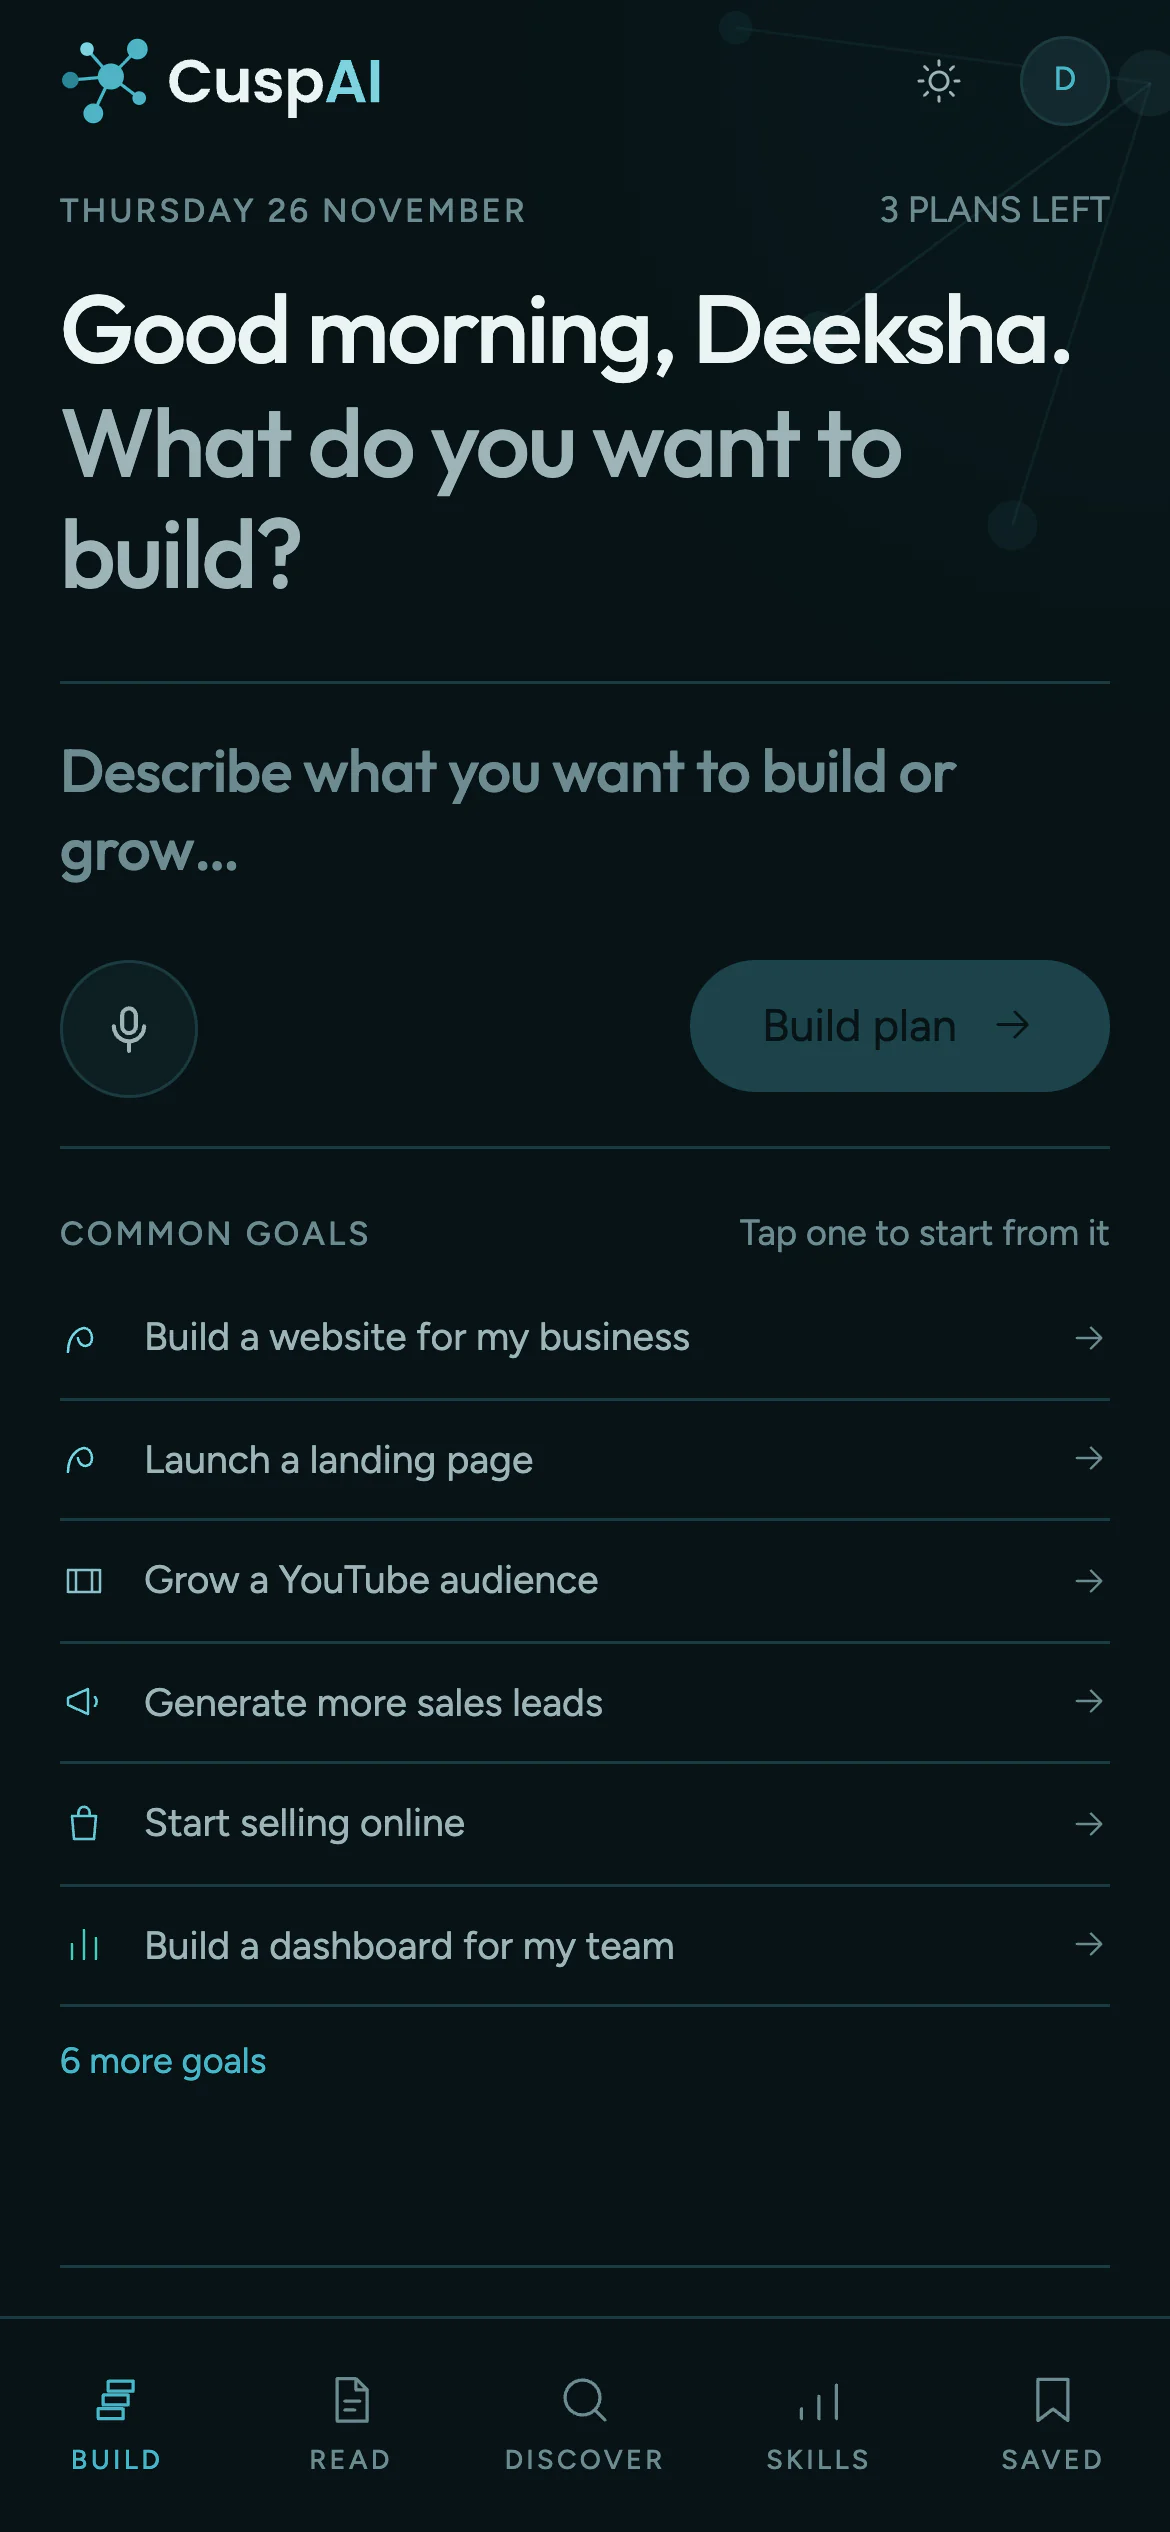 CuspAI
D
THURSDAY 26 NOVEMBER
3 PLANS LEFT
Good morning, Deeksha.
What do you want to
build?
Describe what you want to build or
grow...
Build plan
COMMON GOALS
Tap one to start from it
Build a website for my business
Launch a landing page
Grow a YouTube audience
Generate more sales leads
Start selling online
Build a dashboard for my team
6 more goals
BUILD
READ
DISCOVER
SKILLS
SAVED